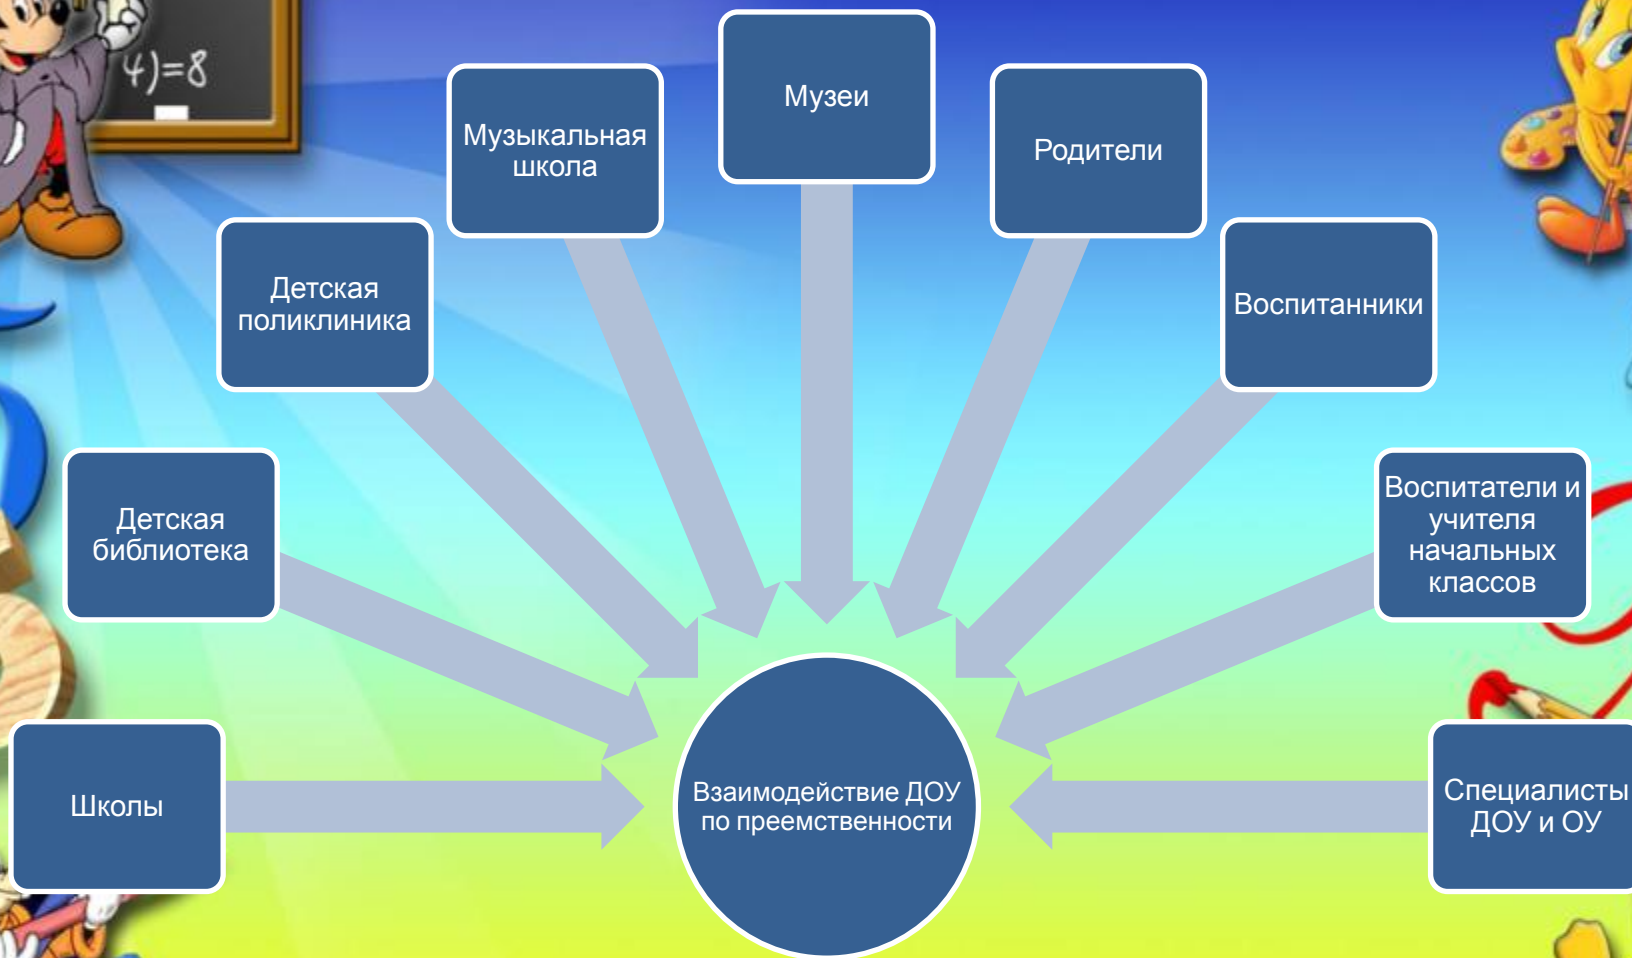 4)=8
Музеи
Музыкальная
школа
Родители
Детская
поликлиника
Воспитанники
Детская
библиотека
Воспитатели и
учителя
начальных
классов
Школы
Взаимодействие ДОУ
по преемственности
Специалисты
ДОУ и ОУ